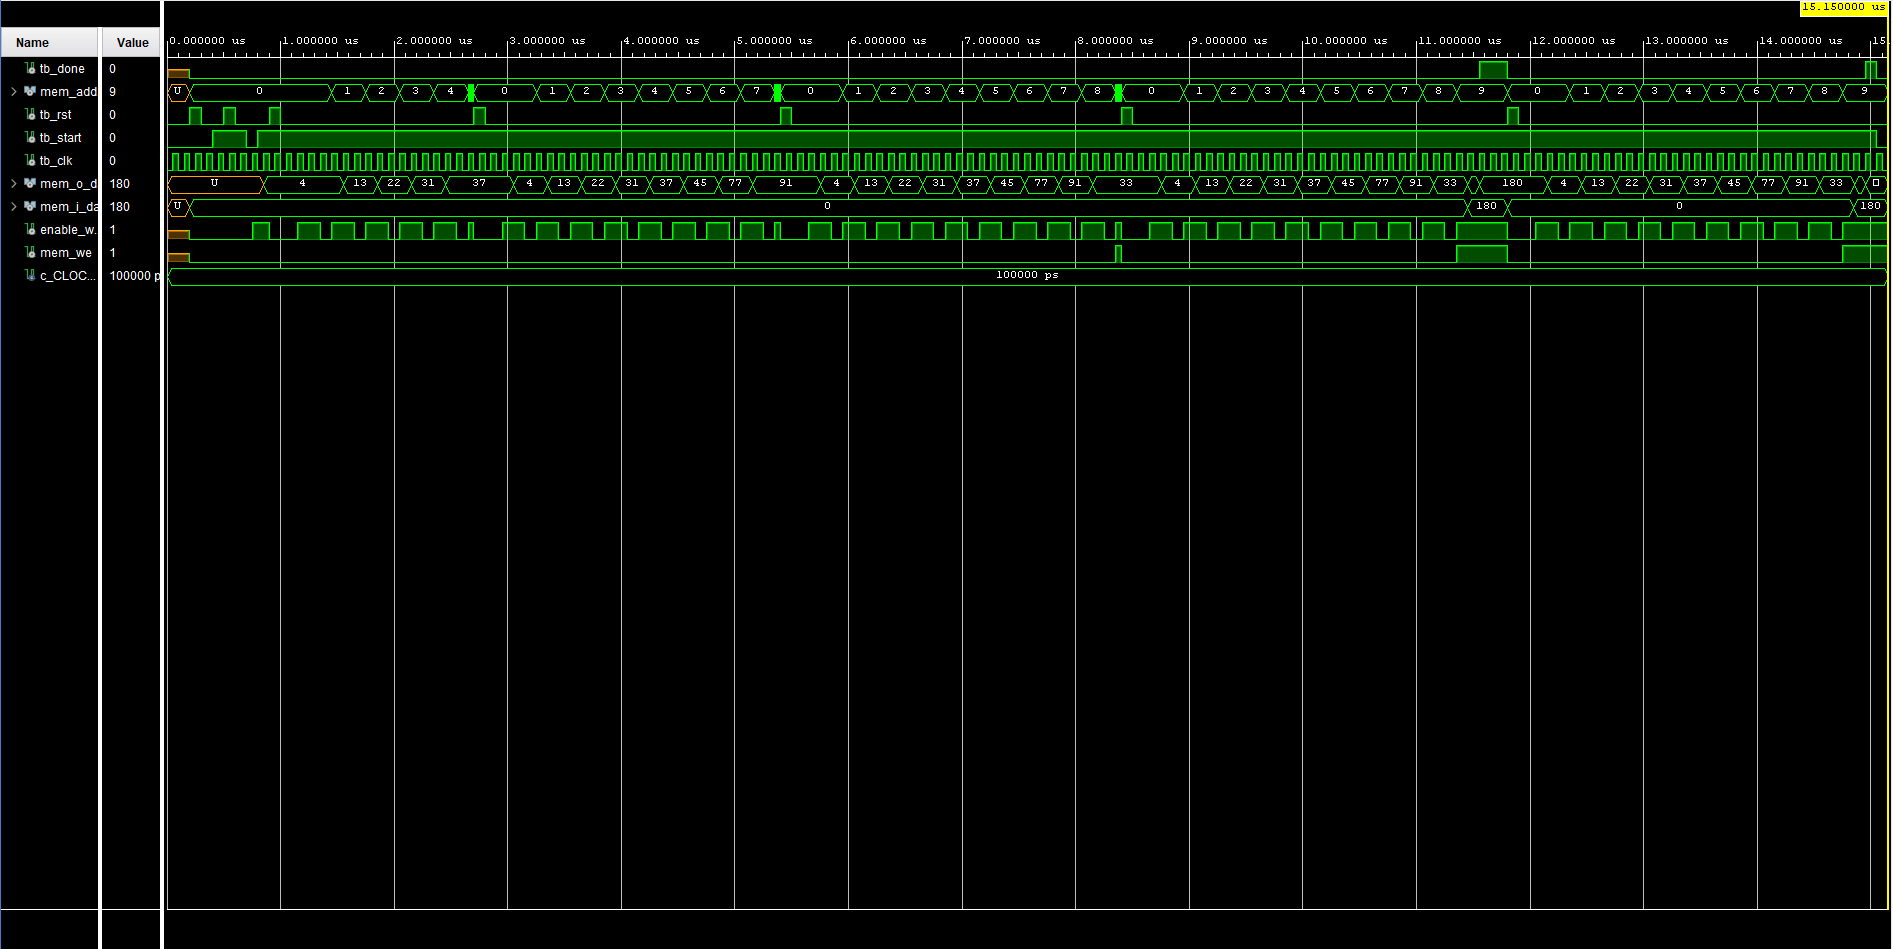 15.150000 us
Name Value 0.000000 us 1.000000 us 2.000000 us 3.000000 us 4.000000 us 5.000000 us 6.000000 us 7.000000 us 8.000000 us 9.000000 us 10.000000 us 11.000000 us 12.000000 us 13.000000 us 14.000000 us 15.
tb_done 0
mem_add 9 U 0 1 2 3 4 0 1 2 3 4 5 6 7 0 1 2 3 4 5 6 7 8 0 1 2 3 4 5 6 7 8 9 0 1 2 3 4 5 6 7 8 9
tb_rst 0
tb_start 0
tb_clk 0
mem_o_d 180 U 4 13 22 31 37 4 13 22 31 37 45 77 91 4 13 22 31 37 45 77 91 33 4 13 22 31 37 45 77 91 33 180 4 13 22 31 37 45 77 91 33
mem_i_da 180 U 0 180 0 180
enable_w. 1
mem_we 1
c_CLOC... 100000 p 100000 ps